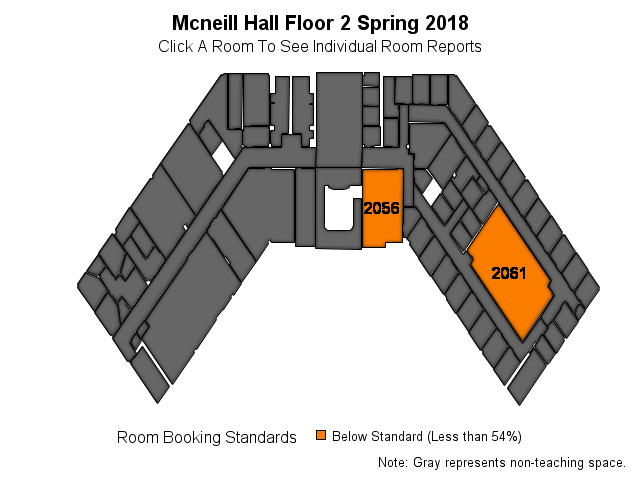 Mcneill Hall Floor 2 Spring 2018
Click A Room To See Individual Room Reports
2056
2061
Room Booking Standards
Below Standard (Less than 54%)
Note: Gray represents non-teaching space.